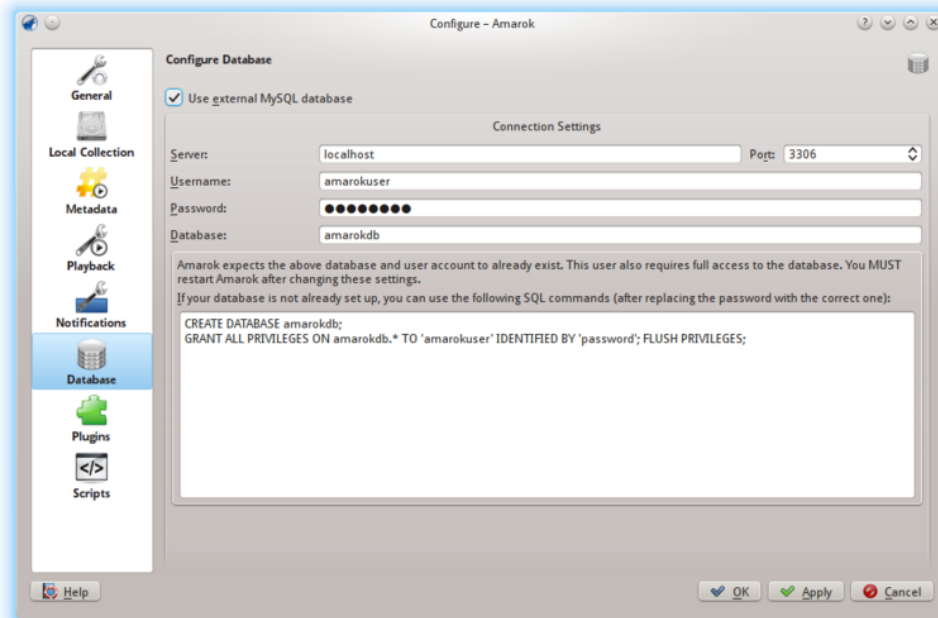 Configure – Amarok
General
Local Collection
Metadata
Playback
Notifications
Database
Plugins
Scripts
Configure Database
Use external MySQL database
Connection Settings
Server: localhost Port: 3306
Username: amarokuser
Password: ●●●●●●●●
Database: amarokdb
Amarok expects the above database and user account to already exist. This user also requires full access to the database. You MUST
restart Amarok after changing these settings.
If your database is not already set up, you can use the following SQL commands (after replacing the password with the correct one):
CREATE DATABASE amarokdb;
GRANT ALL PRIVILEGES ON amarokdb.* TO 'amarokuser' IDENTIFIED BY 'password'; FLUSH PRIVILEGES;
Help
OK
Apply
Cancel